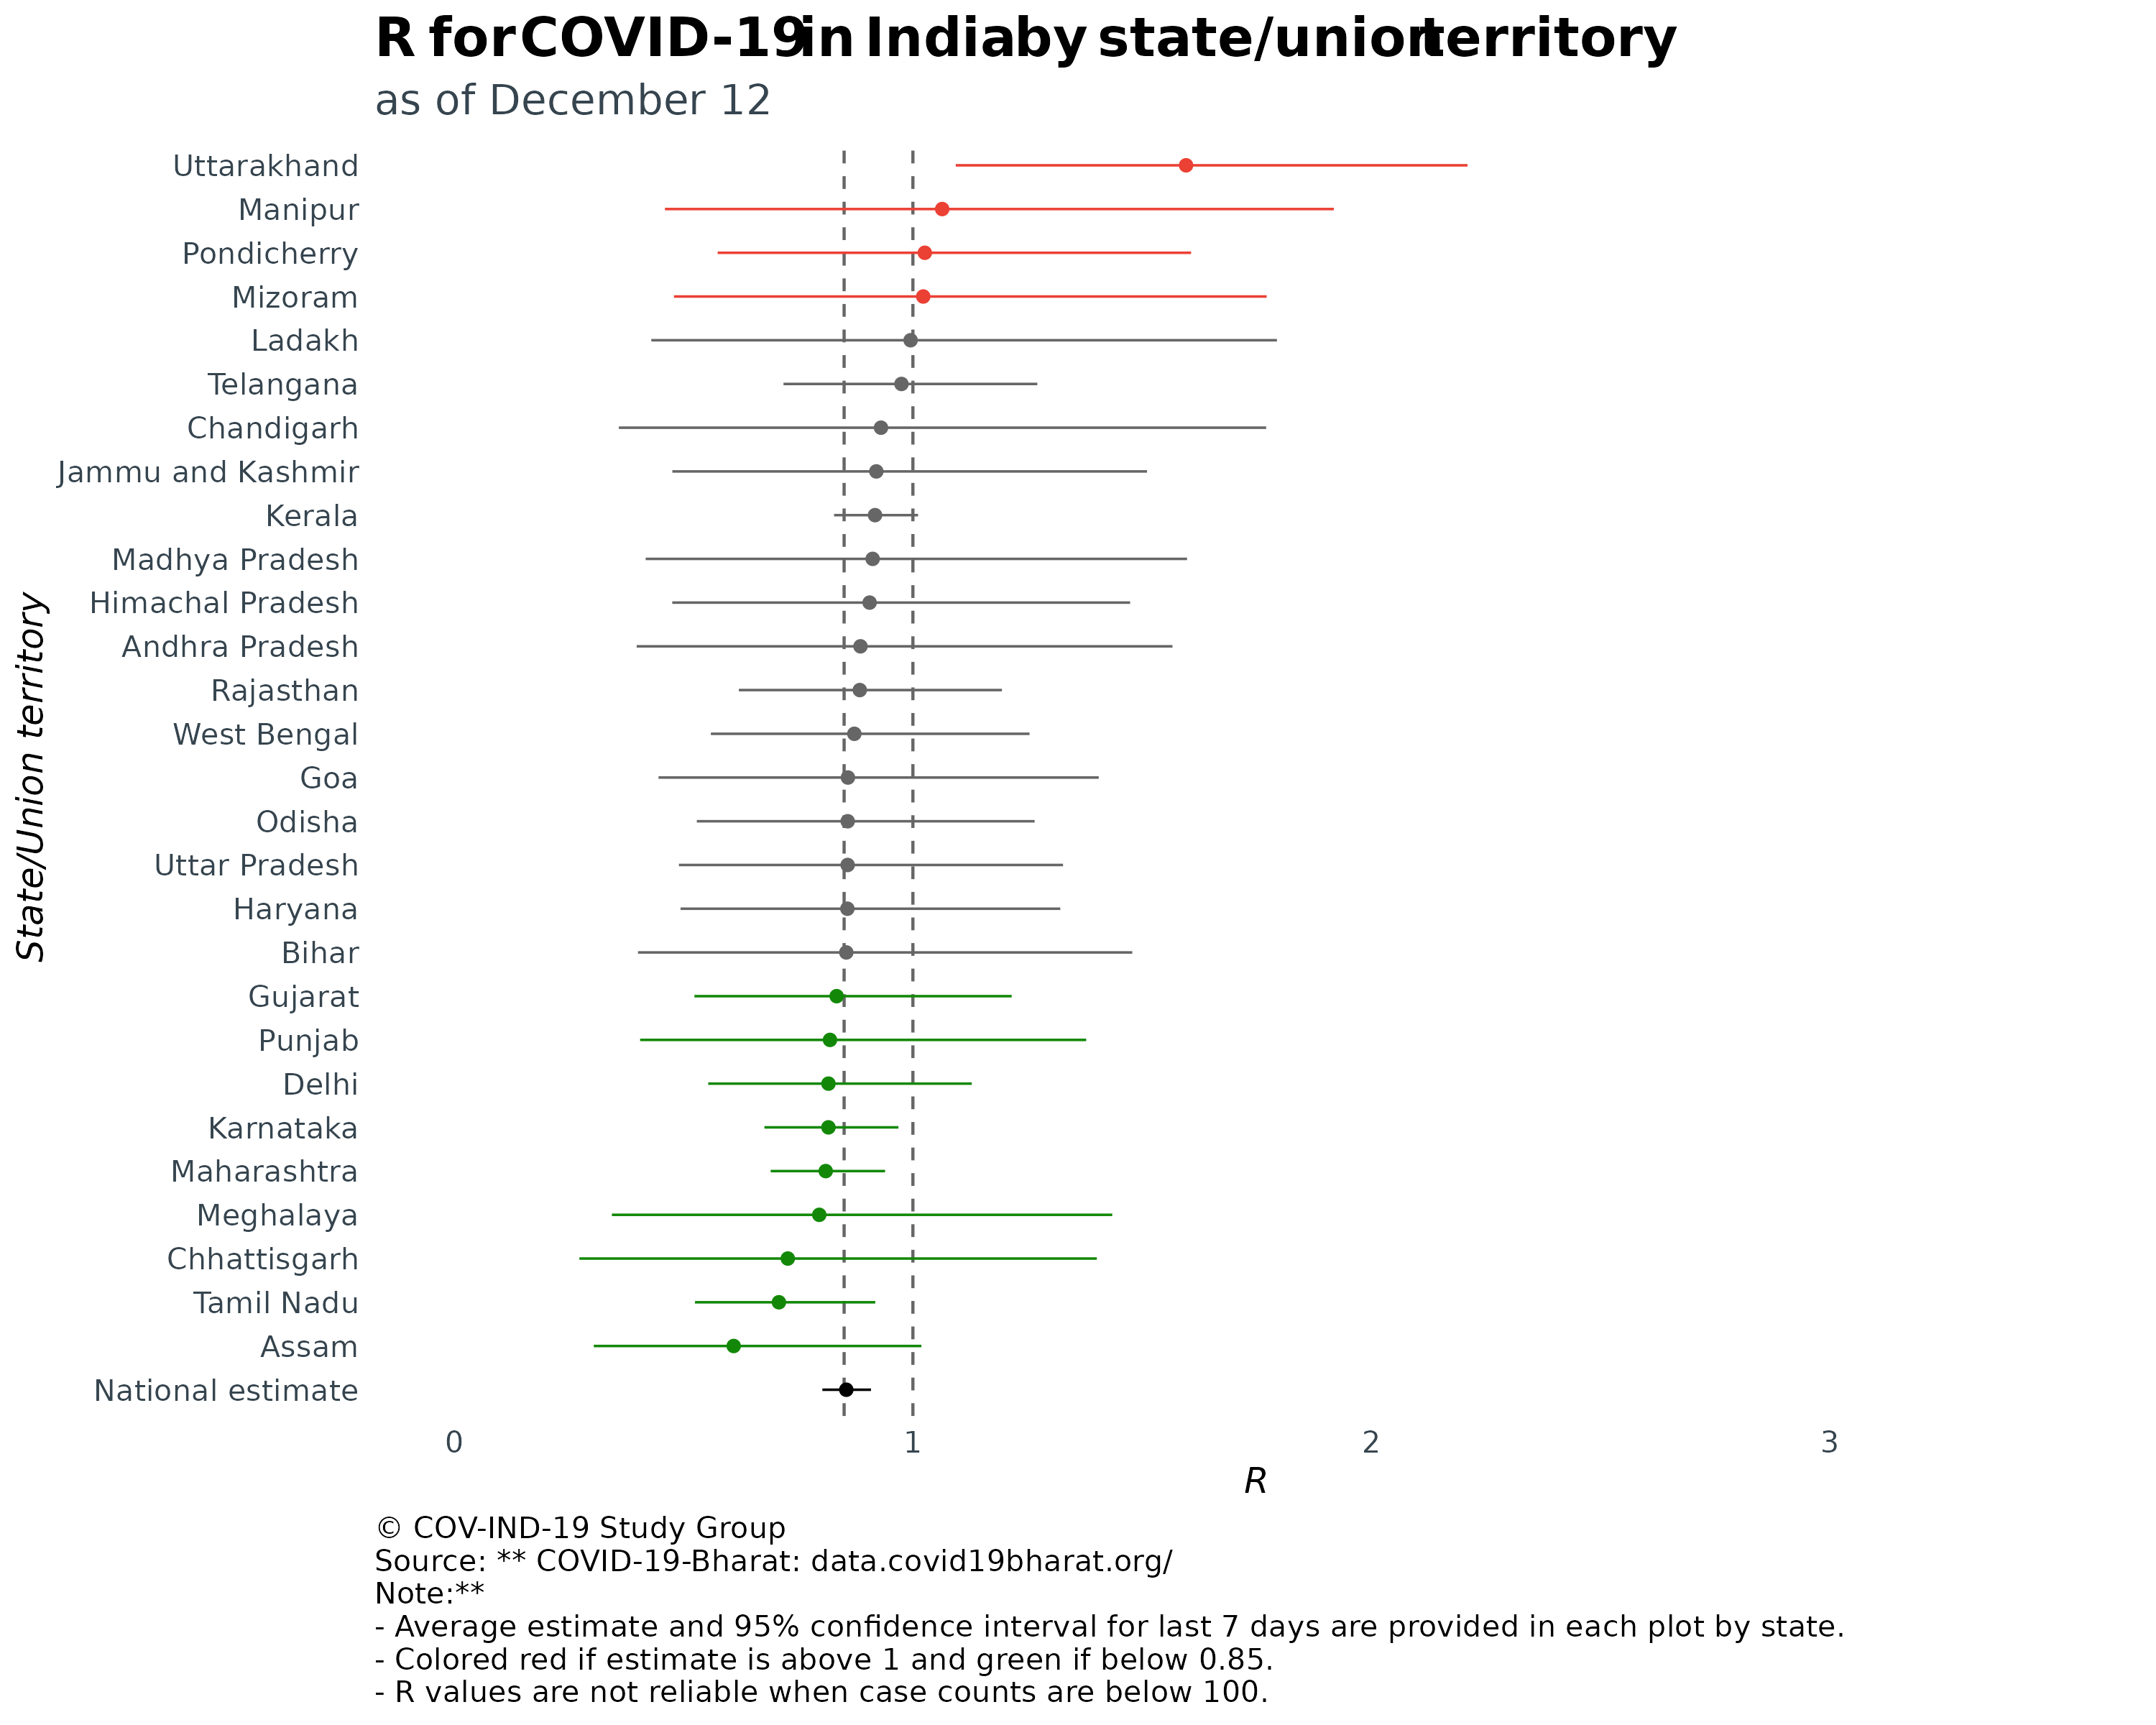 R for COVID-19 in India by state/union territory
as of December 12
Uttarakhand
Manipur
Pondicherry
Mizoram
Ladakh
Telangana
Chandigarh
Jammu and Kashmir
Kerala
Madhya Pradesh
Himachal Pradesh
Andhra Pradesh
Rajasthan
West Bengal
Goa
Odisha
Uttar Pradesh
Haryana
Bihar
Gujarat
Punjab
Delhi
Karnataka
Maharashtra
Meghalaya
Chhattisgarh
Tamil Nadu
Assam
National estimate
State/Union territory
0 1 2 3
R
© COV-IND-19 Study Group
Source: ** COVID-19-Bharat: data.covid19bharat.org/
Note:**
- Average estimate and 95% confidence interval for last 7 days are provided in each plot by state.
- Colored red if estimate is above 1 and green if below 0.85.
- R values are not reliable when case counts are below 100.